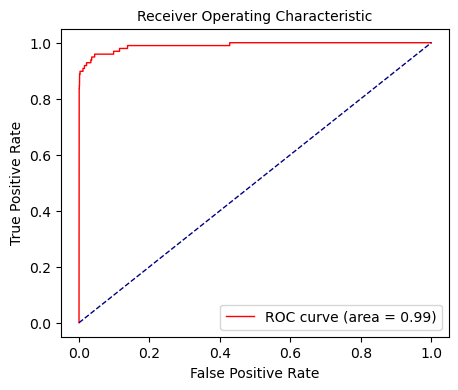 Receiver Operating Characteristic
True Positive Rate
1.0
0.8
0.6
0.4
0.2
0.0
ROC curve (area = 0.99)
0.0 0.2 0.4 0.6 0.8 1.0
False Positive Rate